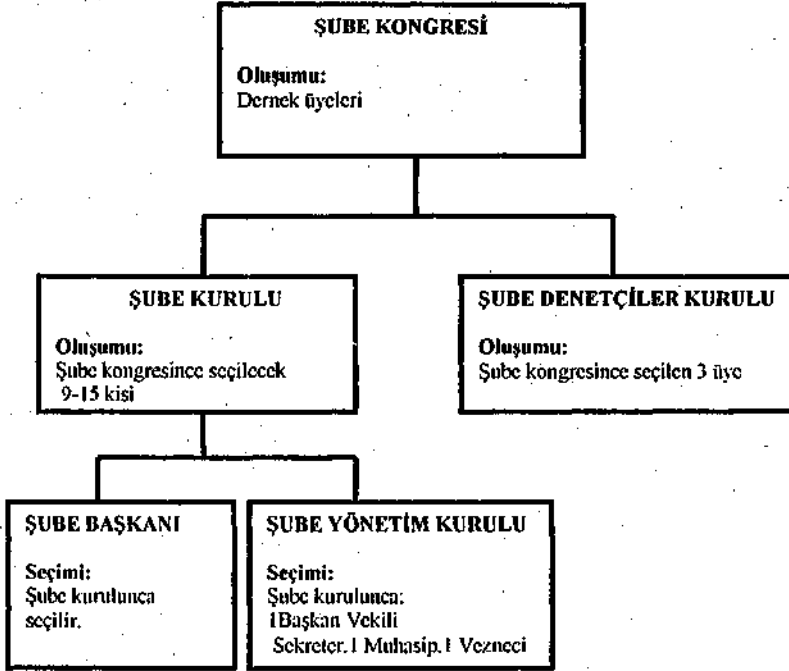 ŞUBE KONGRESİ
Oluşumu:
Dernek üyeleri
ŞUBE KURULU
Oluşumu:
Şube kongresince seçilecek
9-15 kisi
ŞUBE DENETÇİLER KURULU
Oluşumu:
Şube kongresince seçilen 3 üye
ŞUBE BAŞKANI
Seçimi:
Şube kurulunca
seçilir.
ŞUBE YÖNETİM KURULU
Seçimi:
Şube kurulunca:
1Başkan Vekili
Sekreter.1 Muhasip.1 Vezneci